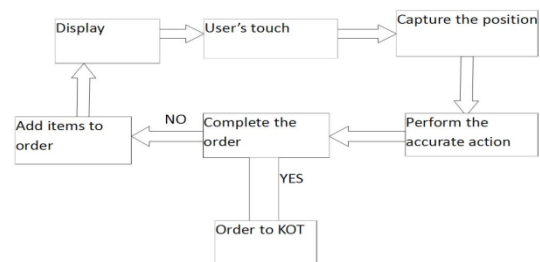 Display
User's touch
Capture the position
Perform the
accurate action
Complete the
order
NO
Add items to
order
YES
Order to KOT